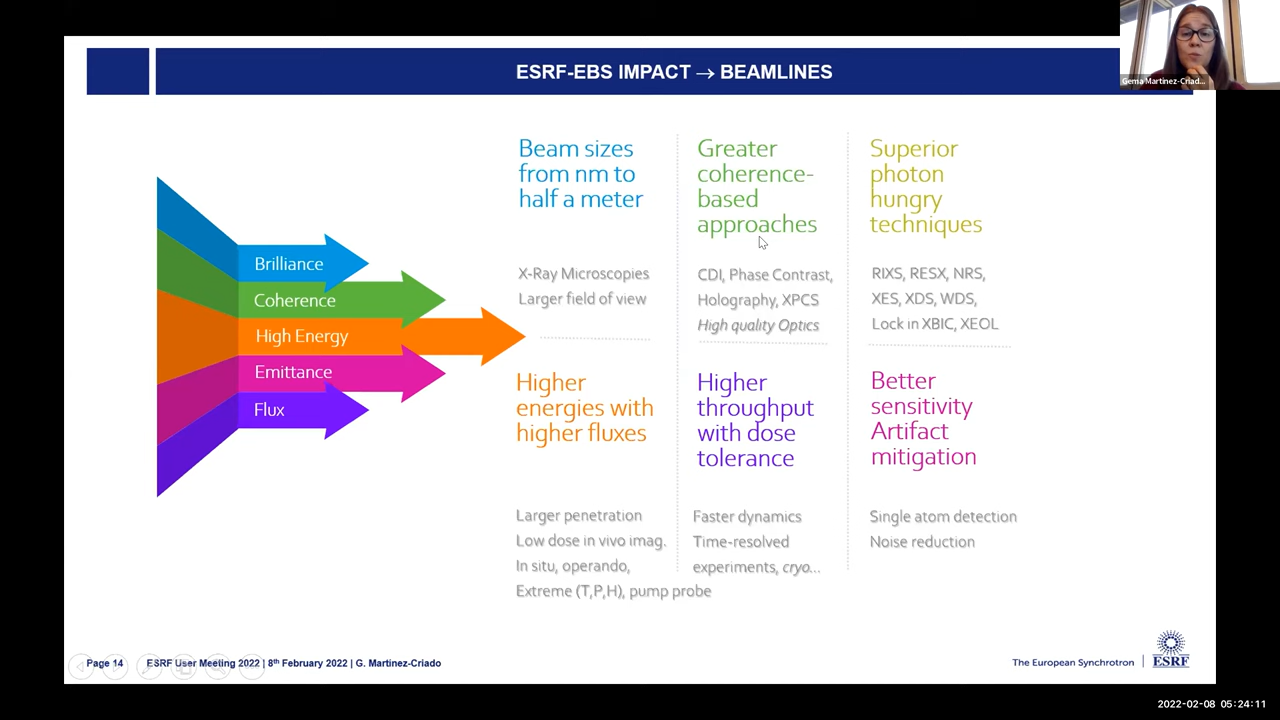 ESRF-EBS IMPACT → BEAMLINES
Gema Martinez-Criad...
Brilliance
Coherence
High Energy
Emittance
Flux
Beam sizes
from nm to
half a meter
X-Ray Microscopies
Larger field of view
Greater
coherence-
based
approaches
CDI, Phase Contrast,
Holography, XPCS
High quality Optics
Superior
photon
hungry
techniques
RIXS, RESX, NRS,
XES, XDS, WDS,
Lock in XBIC, XEOL
Higher
energies with
higher fluxes
Larger penetration
Low dose in vivo imag.
In situ, operando,
Extreme (T,P,H), pump probe
Higher
throughput
with dose
tolerance
Faster dynamics
Time-resolved
experiments, cryo...
Better
sensitivity
Artifact
mitigation
Single atom detection
Noise reduction
Page 14
ESRF User Meeting 2022 | 8th February 2022 | G. Martinez-Criado
The European Synchrotron
ESRF
2022-02-08 05:24:11